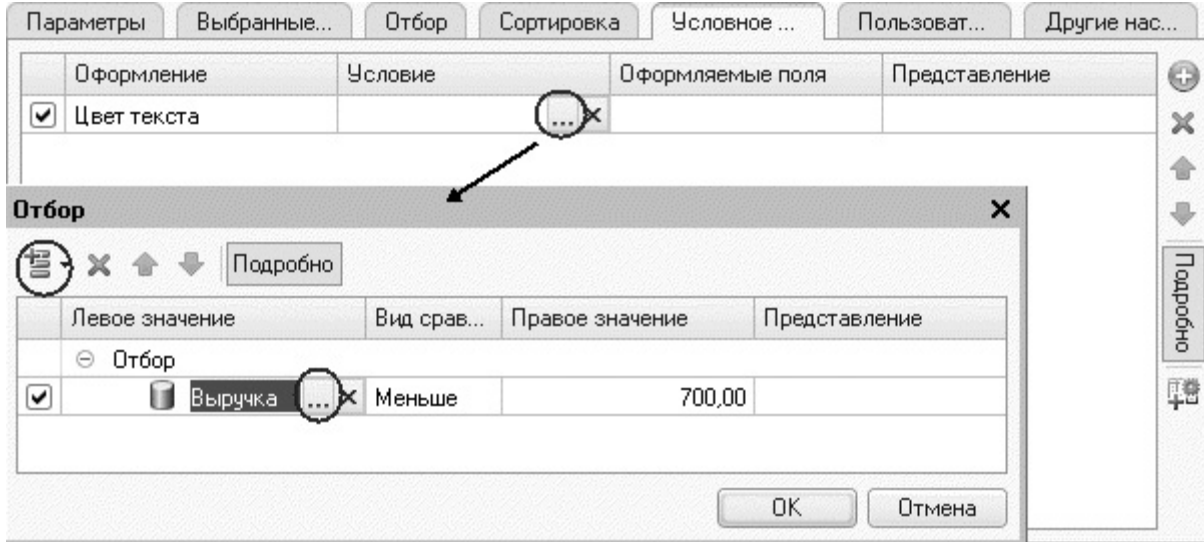 Параметры Выбранные... Отбор Сортировка Условное ... Пользоват... Другие нас...
Оформление Условие Оформляемые поля Представление
Цвет текста ... ×
Отбор ×
Подробно
Левое значение Вид срав... Правое значение Представление
Отбор
Выручка ... × Меньше 700,00
OK Отмена
Подробно